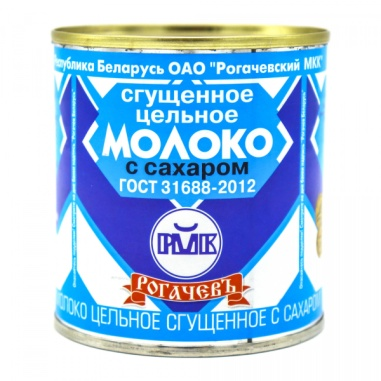 Республика Беларусь ОАО "Рогачевский МКК"
сгущенное
цельное
МОЛОКО
с сахаром
ГОСТ 31688-2012
РМК
РОГАЧЕВЪ
МОЛОКО ЦЕЛЬНОЕ СГУЩЕННОЕ С САХАРОМ